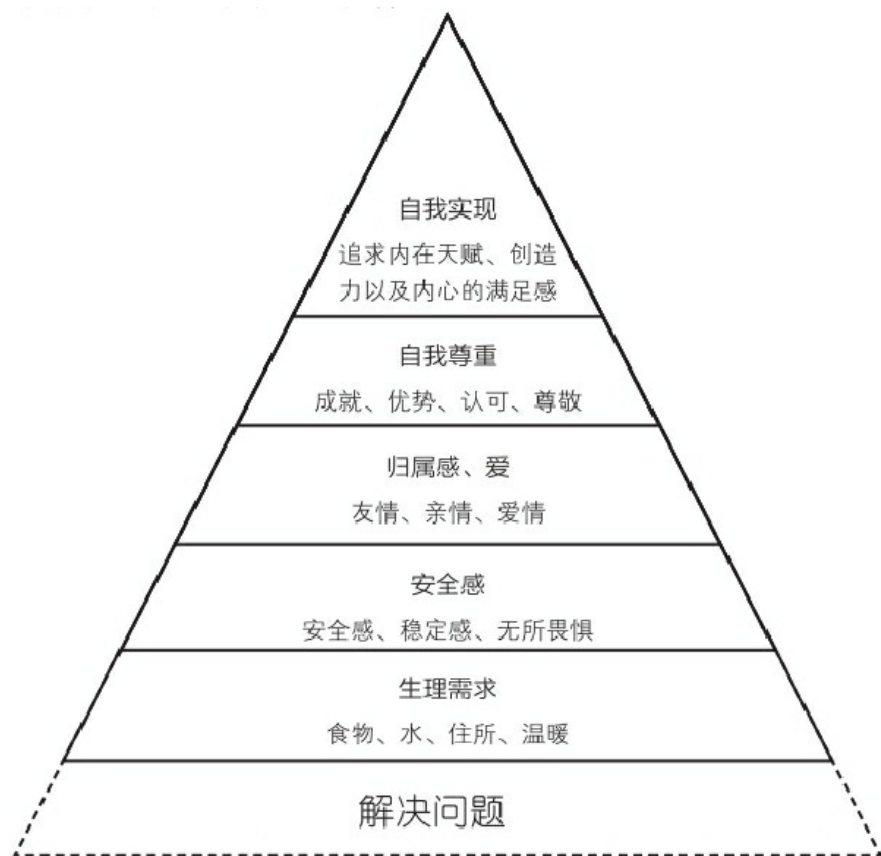 自我实现
追求内在天赋、创造
力以及内心的满足感
自我尊重
成就、优势、认可、尊敬
归属感、爱
友情、亲情、爱情
安全感
安全感、稳定感、无所畏惧
生理需求
食物、水、住所、温暖
解决问题